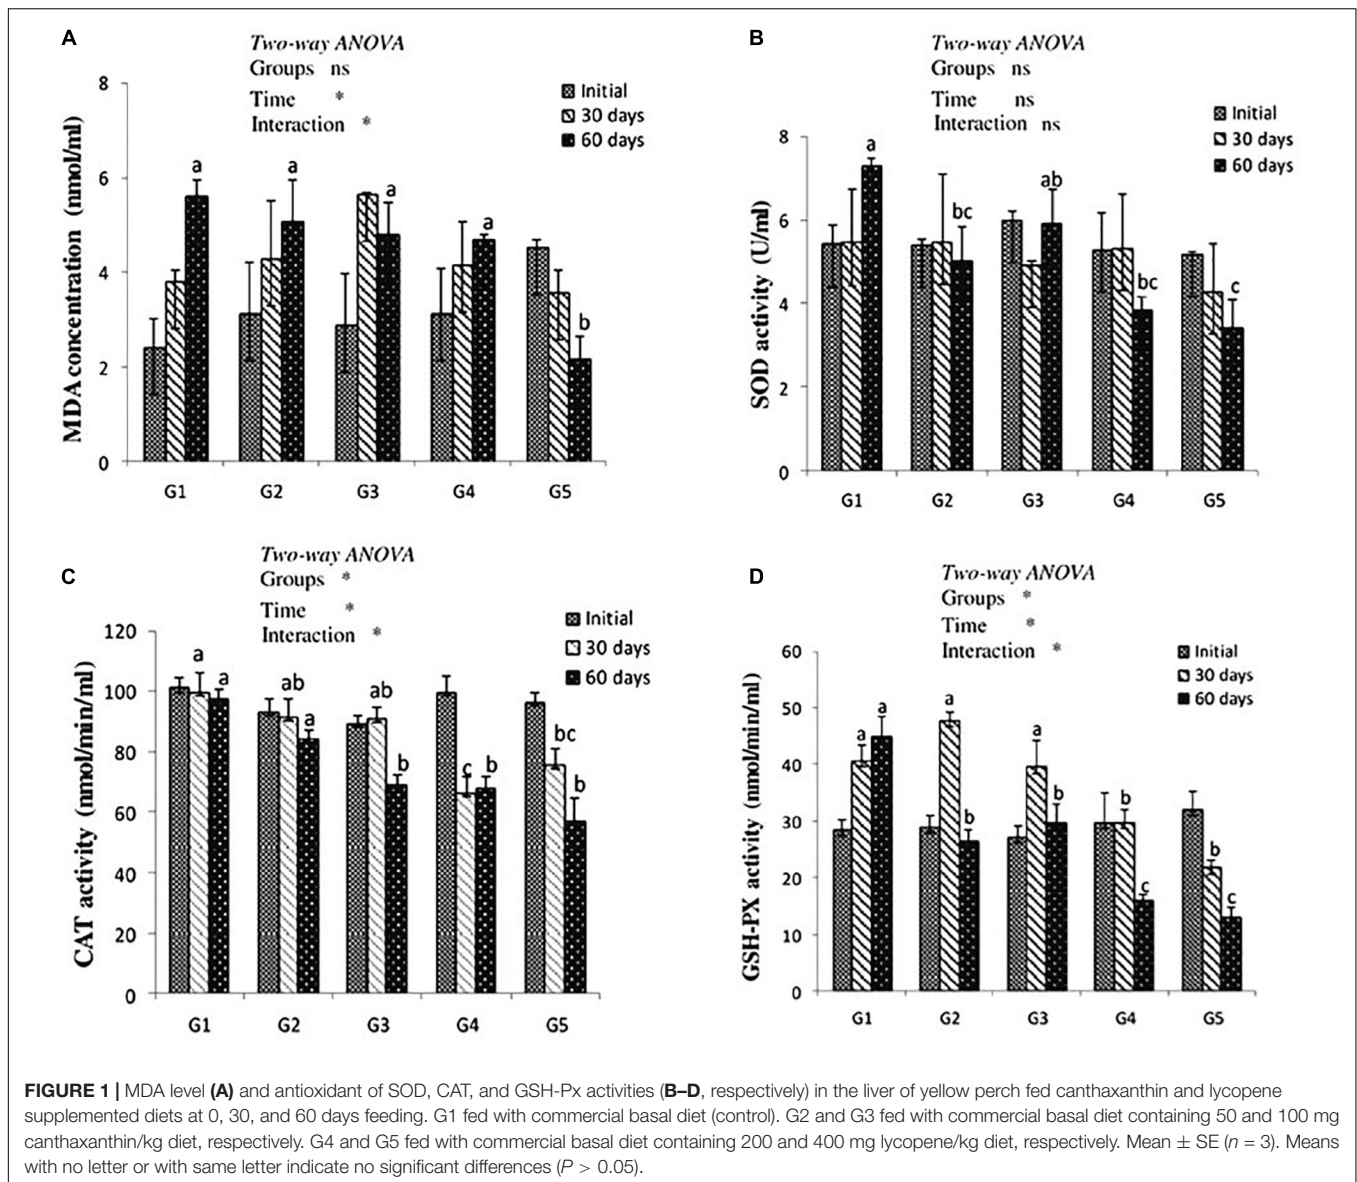 A
Two-way ANOVA
Groups ns
Time *
Interaction *
Initial
30 days
60 days
MDA concentration (nmol/ml)
8
6
4
2
0
a
a
a
a
b
G1 G2 G3 G4 G5
B
Two-way ANOVA
Groups ns
Time ns
Interaction ns
Initial
30 days
60 days
SOD activity (U/ml)
8
6
4
2
0
a
bc
ab
bc
c
G1 G2 G3 G4 G5
C
Two-way ANOVA
Groups *
Time *
Interaction *
Initial
30 days
60 days
CAT activity (nmol/min/ml)
120
100
80
60
40
20
0
a a
ab a
ab b
c b
bc b
G1 G2 G3 G4 G5
D
Two-way ANOVA
Groups *
Time *
Interaction *
Initial
30 days
60 days
GSH-PX activity (nmol/min/ml)
60
50
40
30
20
10
0
a a
a b
a b
b c
b c
G1 G2 G3 G4 G5
FIGURE 1 | MDA level (A) and antioxidant of SOD, CAT, and GSH-Px activities (B–D, respectively) in the liver of yellow perch fed canthaxanthin and lycopene
supplemented diets at 0, 30, and 60 days feeding. G1 fed with commercial basal diet (control). G2 and G3 fed with commercial basal diet containing 50 and 100 mg
canthaxanthin/kg diet, respectively. G4 and G5 fed with commercial basal diet containing 200 and 400 mg lycopene/kg diet, respectively. Mean ± SE (n = 3). Means
with no letter or with same letter indicate no significant differences (P > 0.05).